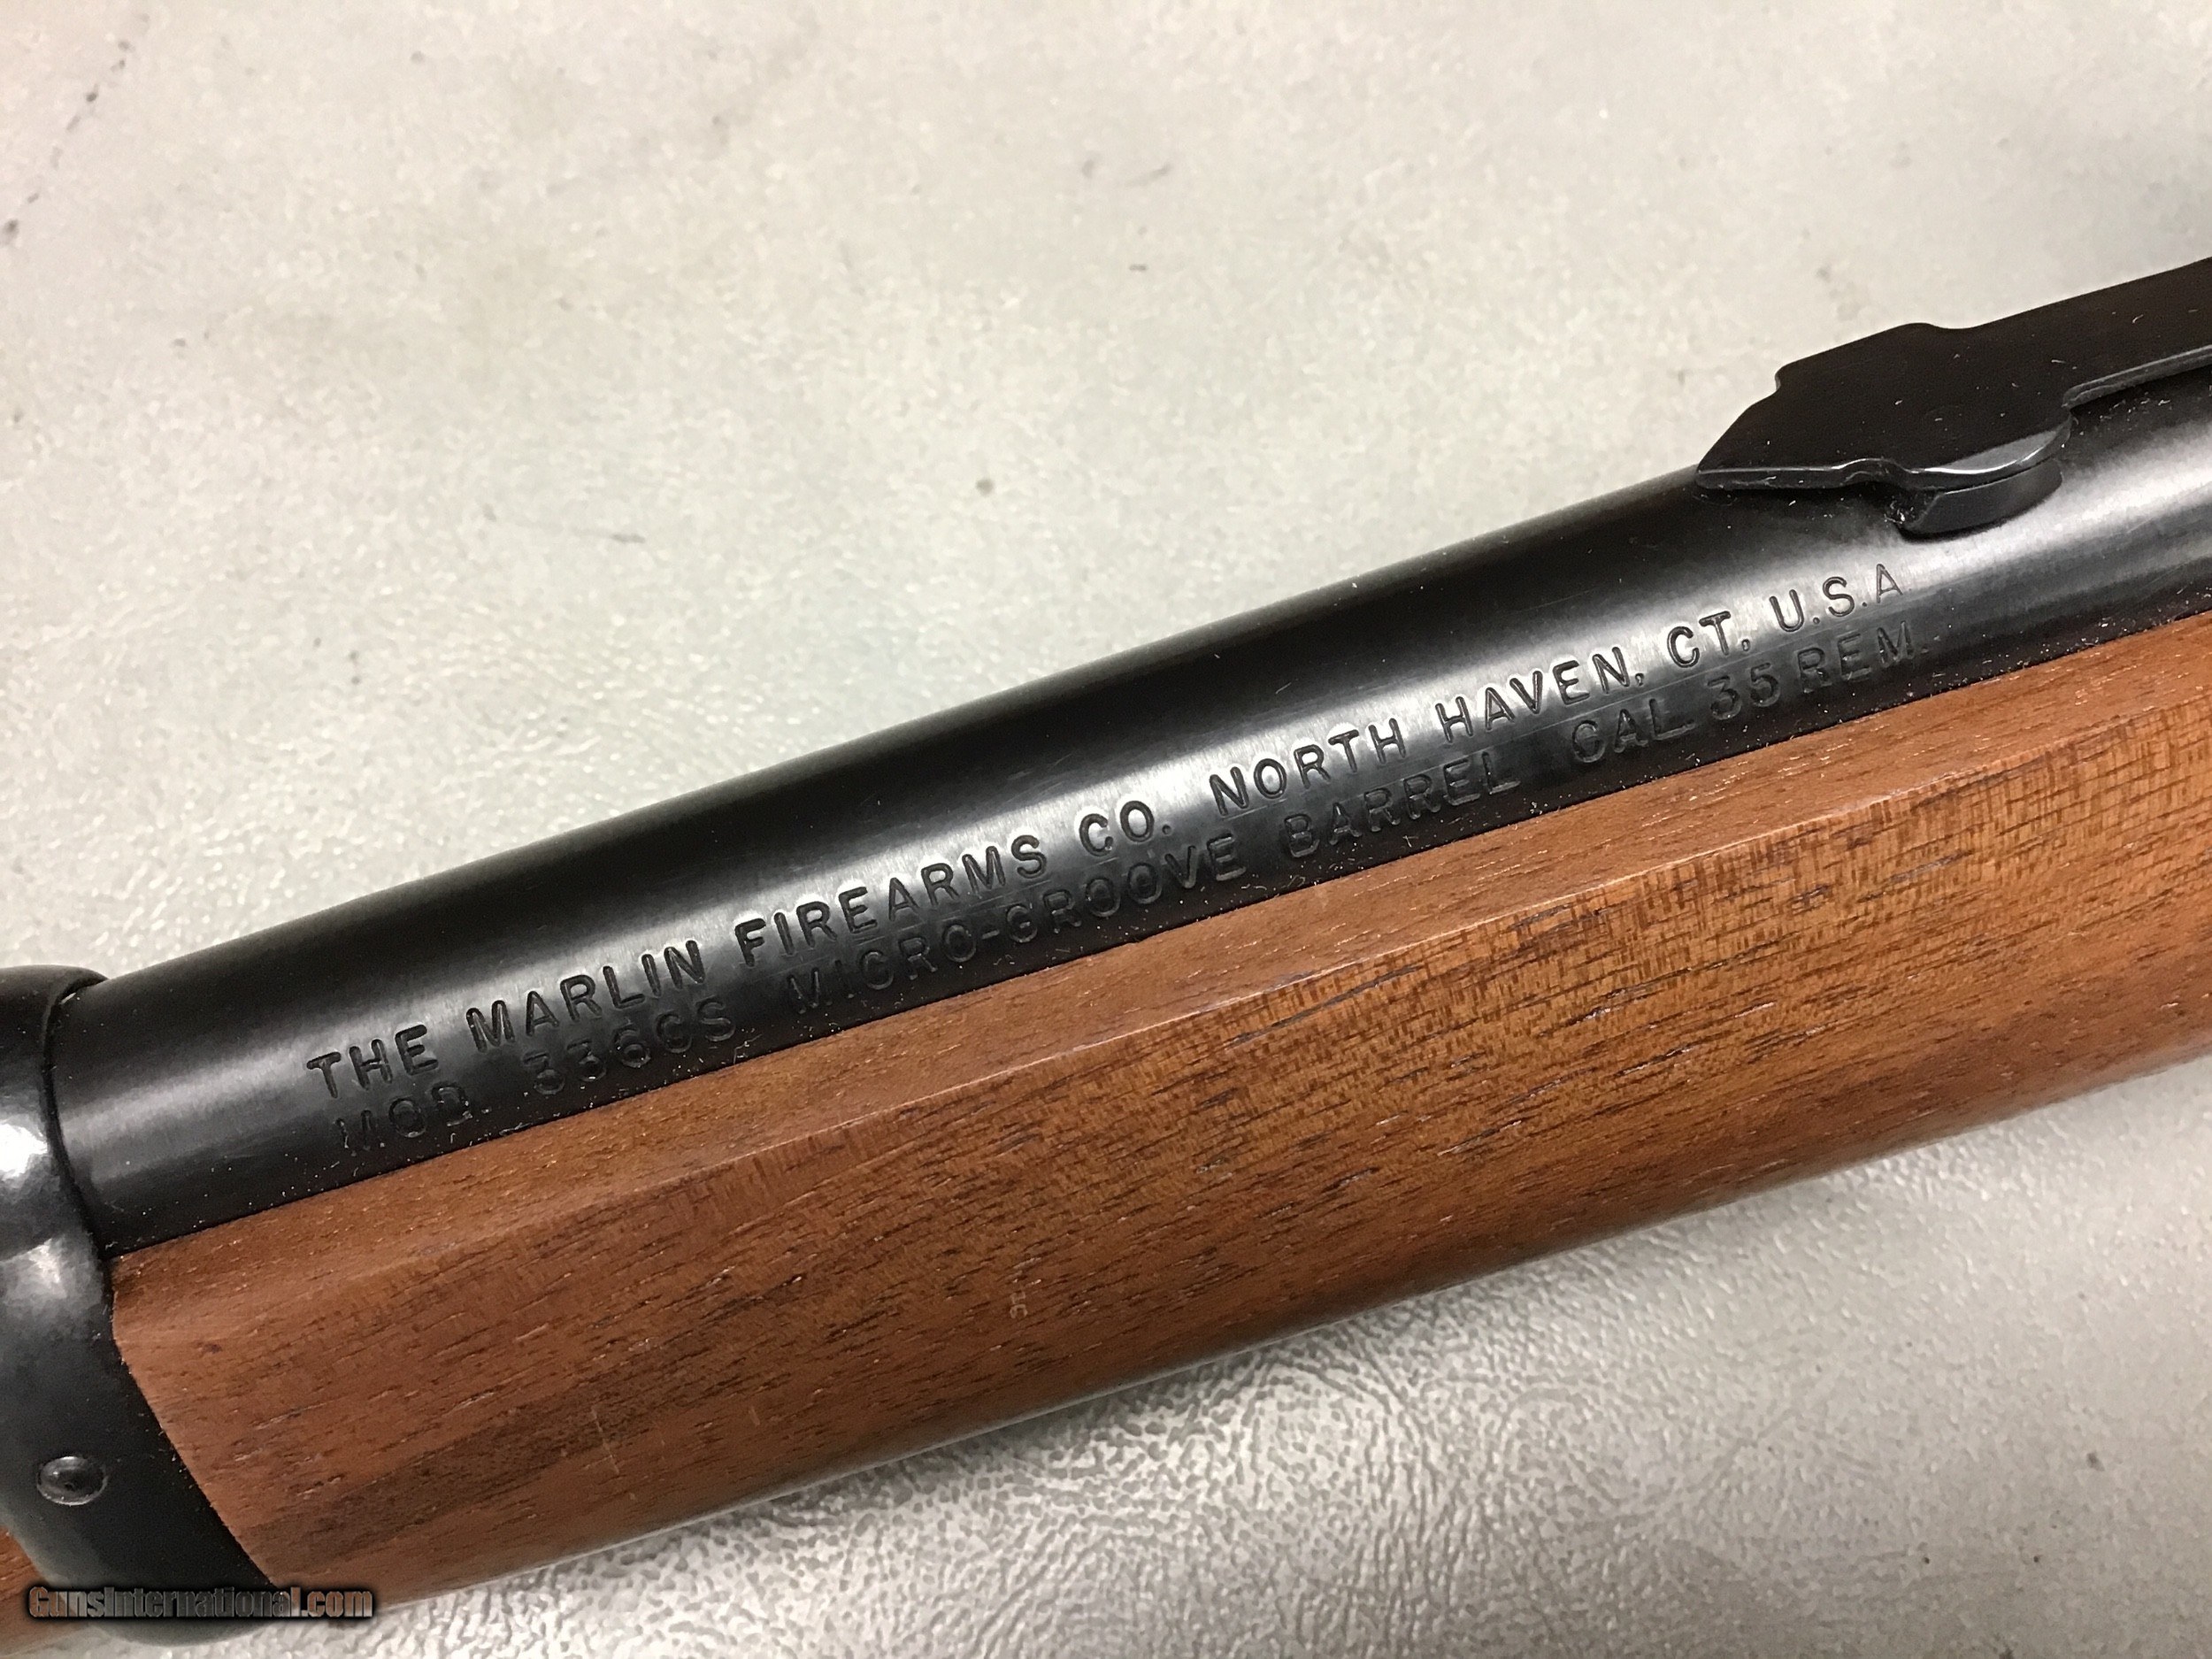 THE MARLIN FIREARMS CO. NORTH HAVEN, CT. U.S.A
MOD. 336CS MICRO-GROOVE BARREL CAL. 35 REM.
GunsInternational.com